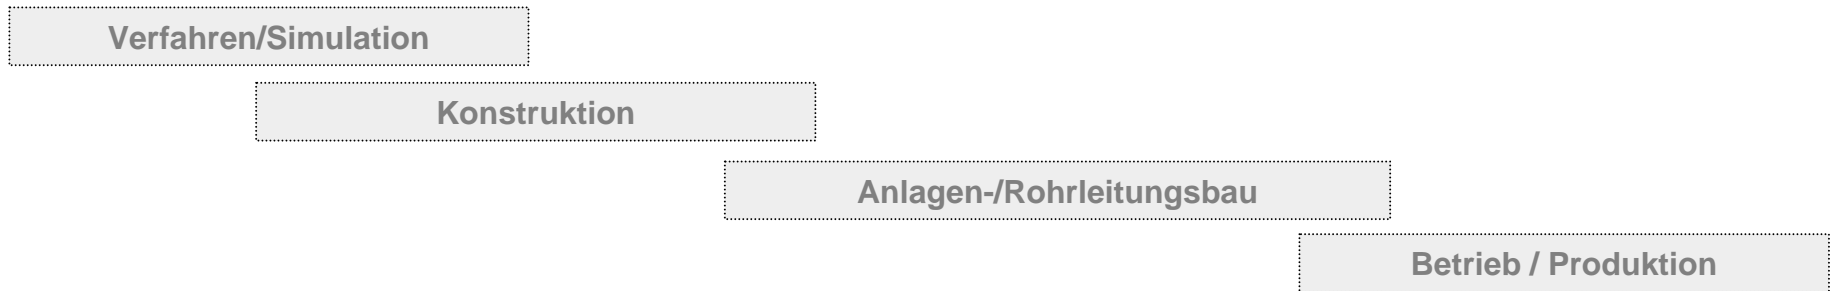 Verfahren/Simulation
Konstruktion
Anlagen-/Rohrleitungsbau
Betrieb / Produktion